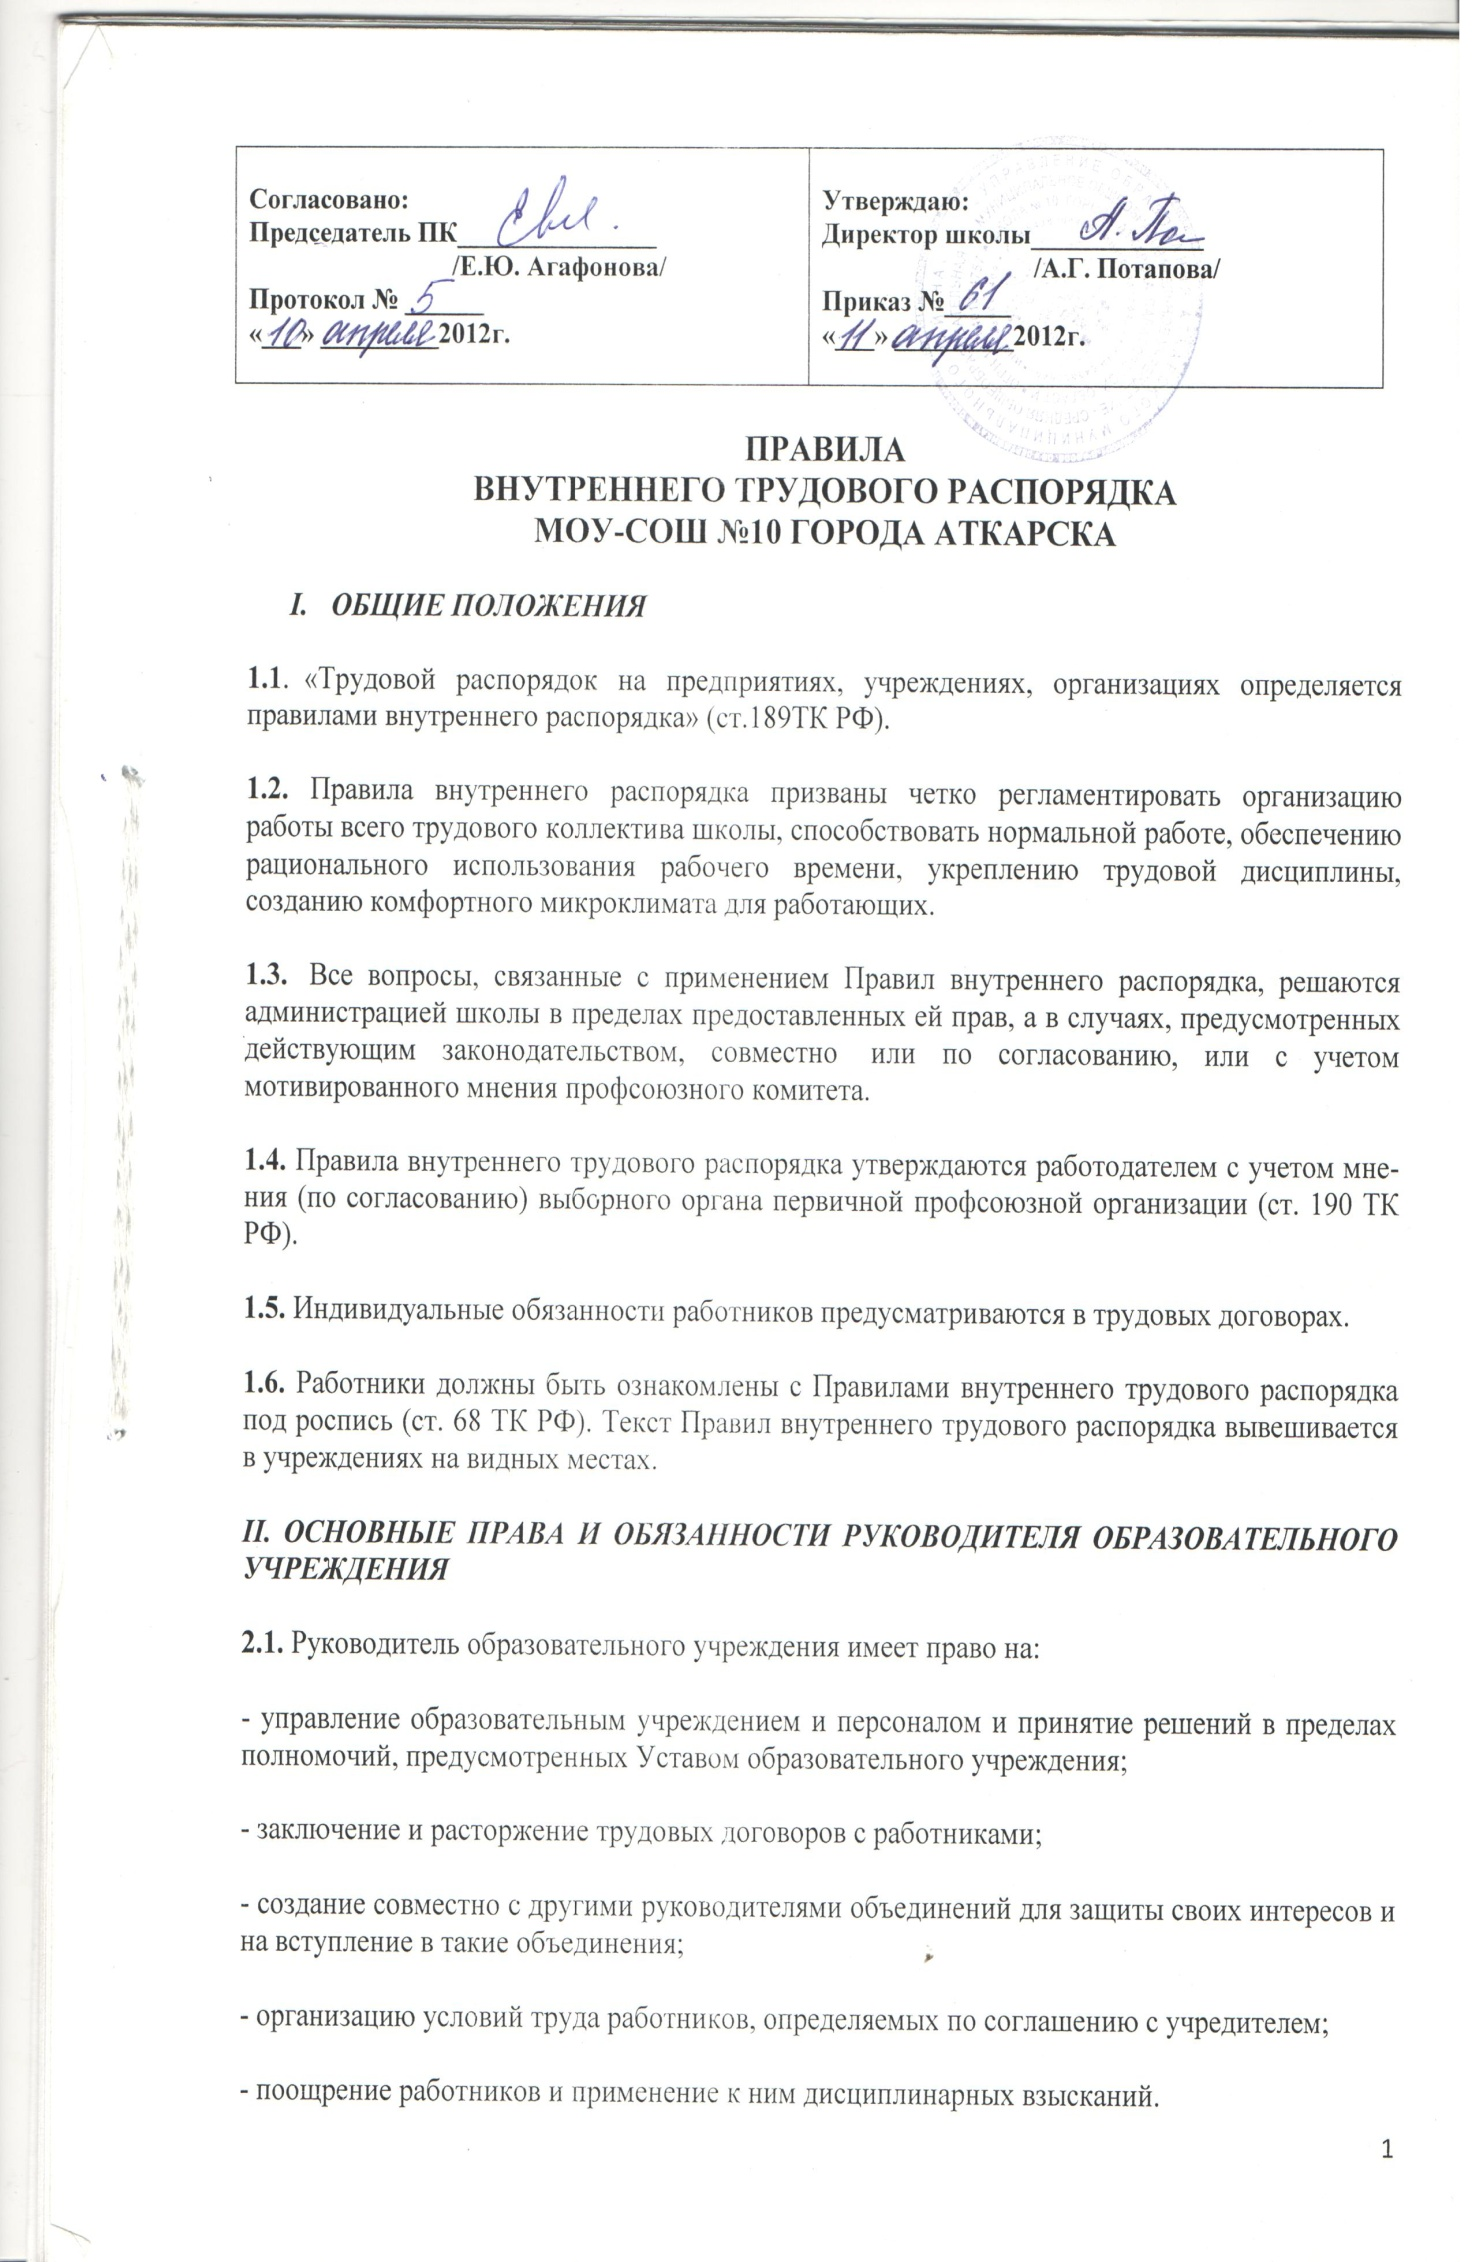 Согласовано:
Председатель ПК_______________
/Е.Ю. Агафонова/
Протокол № 5
«10» апреля 2012г.
Утверждаю:
Директор школы_____________
/А.Г. Потапова/
Приказ № 61
«11» апреля 2012г.
ПРАВИЛА
ВНУТРЕННЕГО ТРУДОВОГО РАСПОРЯДКА
МОУ-СОШ №10 ГОРОДА АТКАРСКА
I. ОБЩИЕ ПОЛОЖЕНИЯ
1.1. «Трудовой распорядок на предприятиях, учреждениях, организациях определяется
правилами внутреннего распорядка» (ст.189ТК РФ).
1.2. Правила внутреннего распорядка призваны четко регламентировать организацию
работы всего трудового коллектива школы, способствовать нормальной работе, обеспечению
рационального использования рабочего времени, укреплению трудовой дисциплины,
созданию комфортного микроклимата для работающих.
1.3. Все вопросы, связанные с применением Правил внутреннего распорядка, решаются
администрацией школы в пределах предоставленных ей прав, а в случаях, предусмотренных
действующим законодательством, совместно или по согласованию, или с учетом
мотивированного мнения профсоюзного комитета.
1.4. Правила внутреннего трудового распорядка утверждаются работодателем с учетом мне-
ния (по согласованию) выборного органа первичной профсоюзной организации (ст. 190 ТК
РФ).
1.5. Индивидуальные обязанности работников предусматриваются в трудовых договорах.
1.6. Работники должны быть ознакомлены с Правилами внутреннего трудового распорядка
под роспись (ст. 68 ТК РФ). Текст Правил внутреннего трудового распорядка вывешивается
в учреждениях на видных местах.
II. ОСНОВНЫЕ ПРАВА И ОБЯЗАННОСТИ РУКОВОДИТЕЛЯ ОБРАЗОВАТЕЛЬНОГО
УЧРЕЖДЕНИЯ
2.1. Руководитель образовательного учреждения имеет право на:
- управление образовательным учреждением и персоналом и принятие решений в пределах
полномочий, предусмотренных Уставом образовательного учреждения;
- заключение и расторжение трудовых договоров с работниками;
- создание совместно с другими руководителями объединений для защиты своих интересов и
на вступление в такие объединения;
- организацию условий труда работников, определяемых по соглашению с учредителем;
- поощрение работников и применение к ним дисциплинарных взысканий.
1